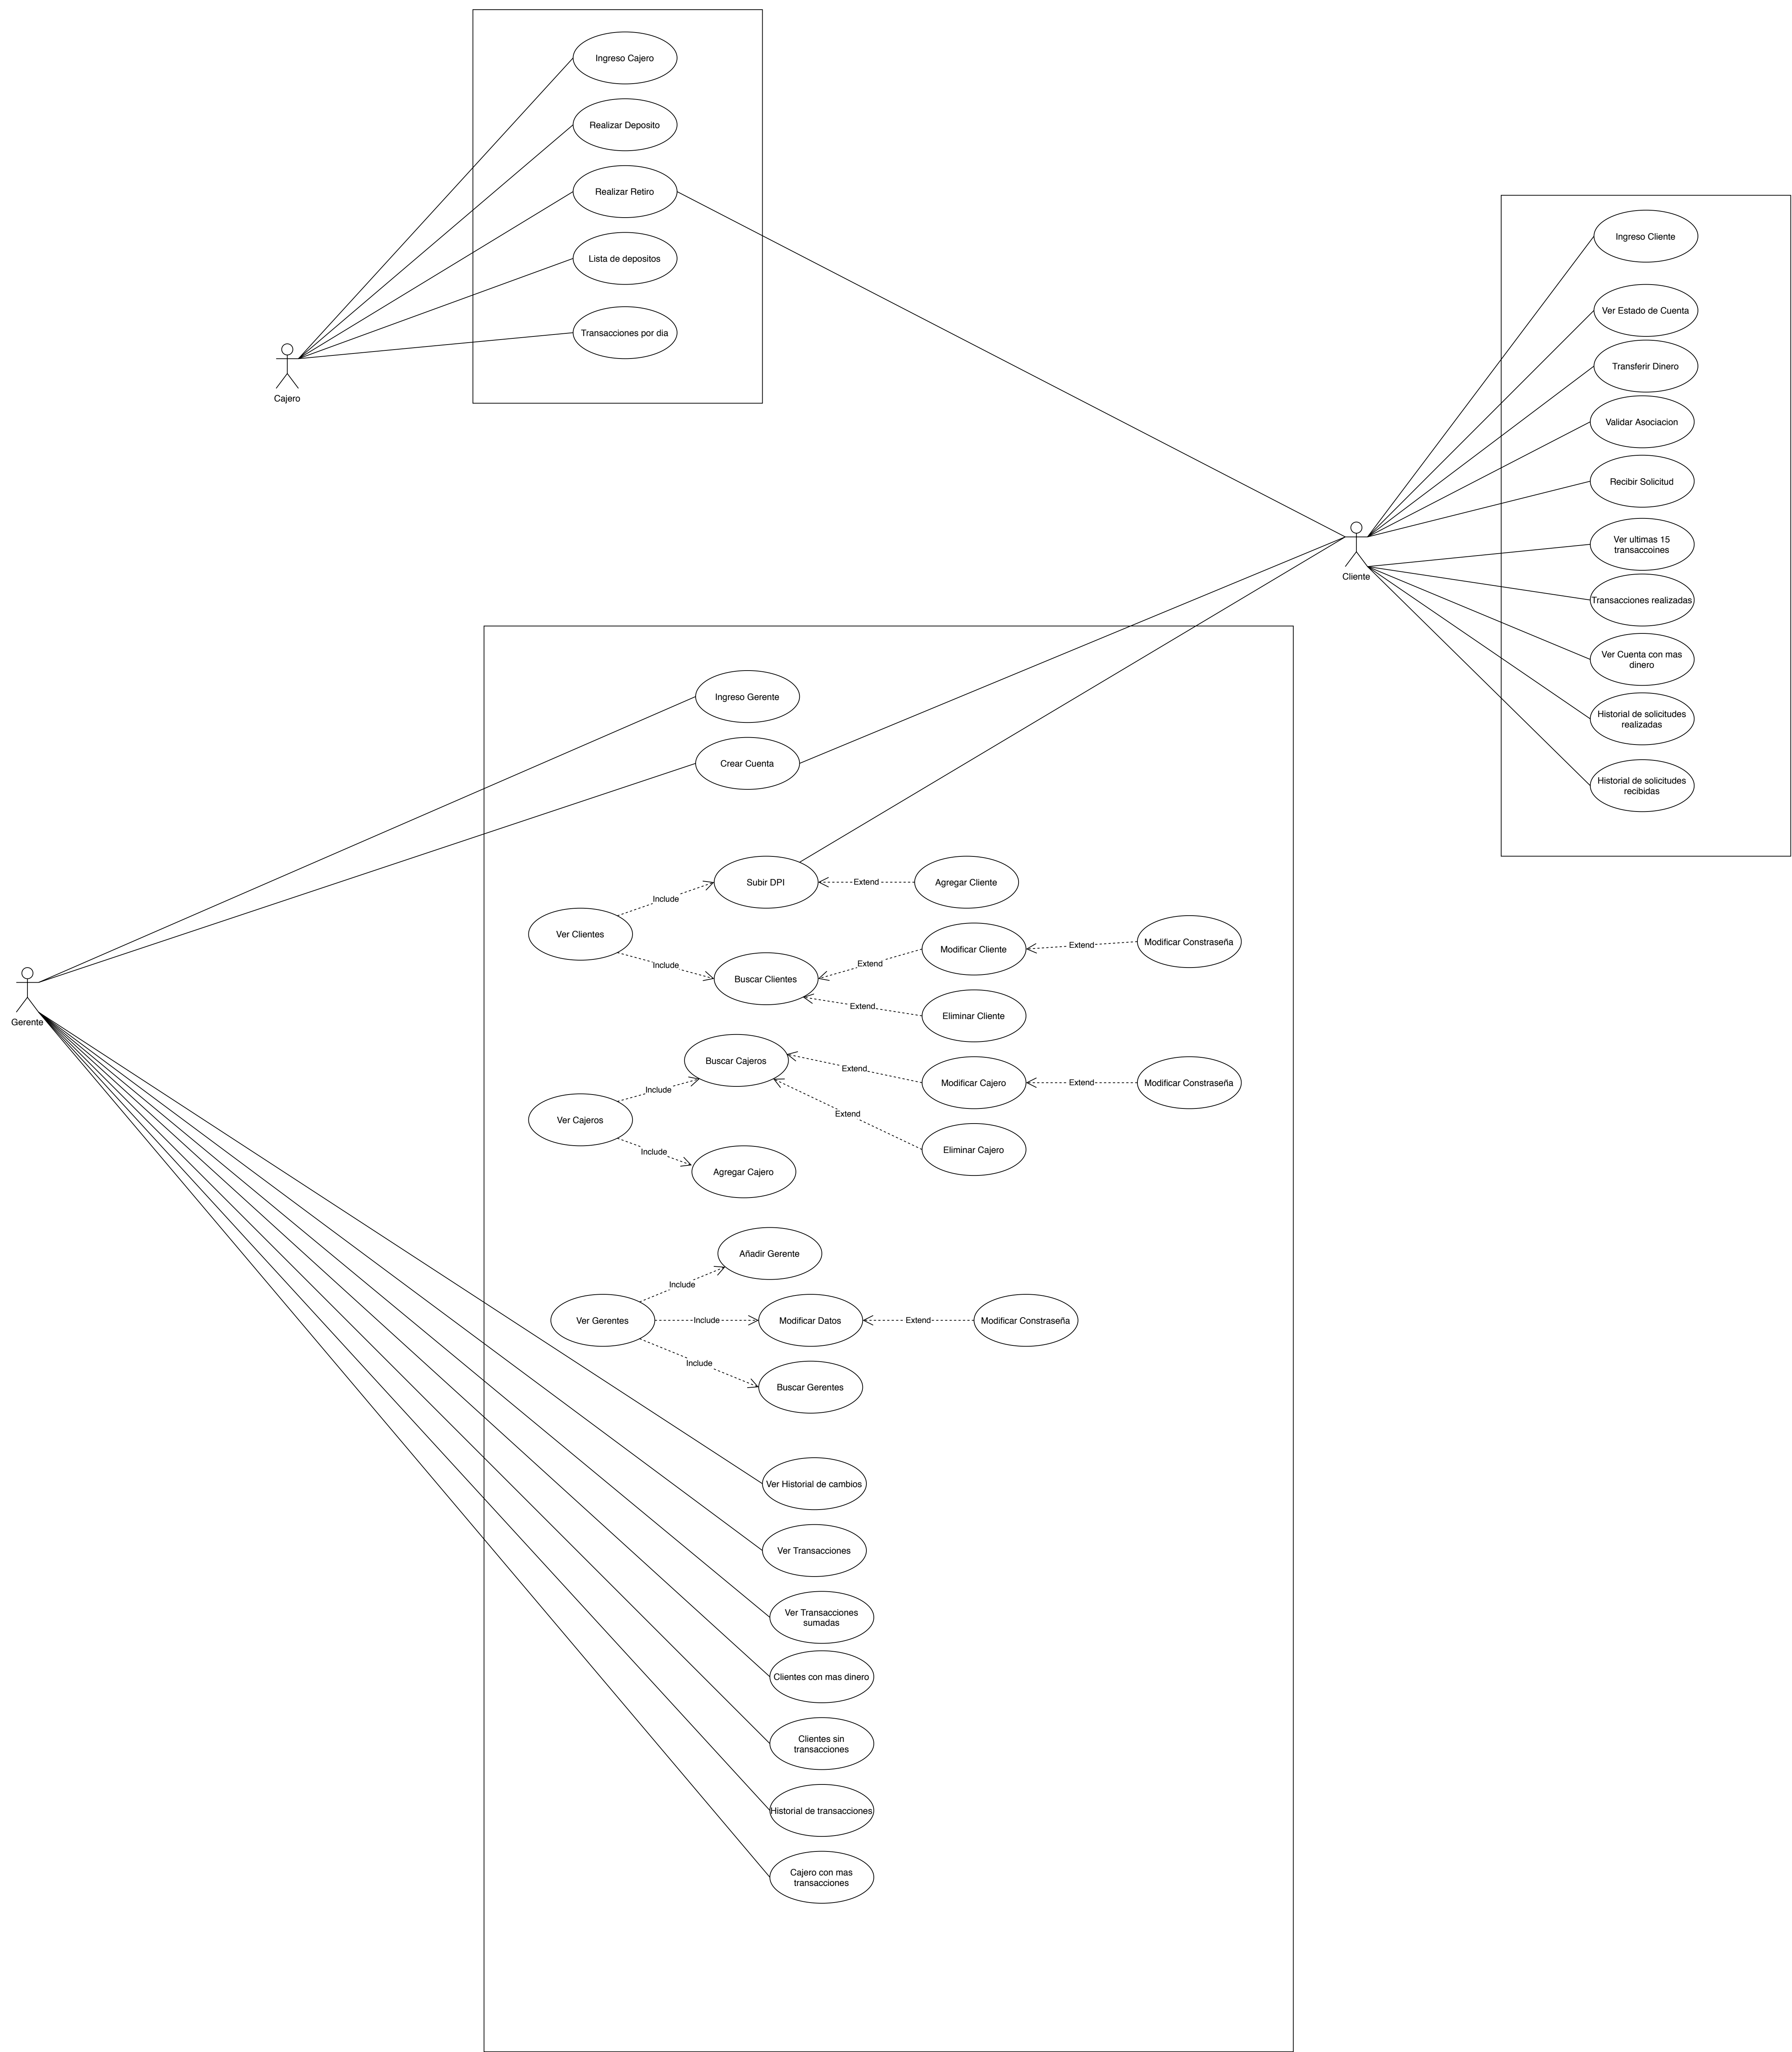 Ingreso Cajero
Realizar Deposito
Realizar Retiro
Lista de depositos
Transacciones por dia
Cajero
Ingreso Cliente
Ver Estado de Cuenta
Transferir Dinero
Validar Asociacion
Recibir Solicitud
Ver ultimas 15
transaccoines
Transacciones realizadas
Ver Cuenta con mas
dinero
Historial de solicitudes
realizadas
Historial de solicitudes
recibidas
Cliente
Ingreso Gerente
Crear Cuenta
Gerente
Subir DPI
Extend
Agregar Cliente
Include
Ver Clientes
Include
Buscar Clientes
Extend
Modificar Cliente
Extend
Modificar Constraseña
Extend
Eliminar Cliente
Buscar Cajeros
Extend
Modificar Cajero
Extend
Modificar Constraseña
Include
Ver Cajeros
Extend
Eliminar Cajero
Include
Agregar Cajero
Añadir Gerente
Include
Ver Gerentes
Include
Modificar Datos
Extend
Modificar Constraseña
Include
Buscar Gerentes
Ver Historial de cambios
Ver Transacciones
Ver Transacciones
sumadas
Clientes con mas dinero
Clientes sin
transacciones
Historial de transacciones
Cajero con mas
transacciones